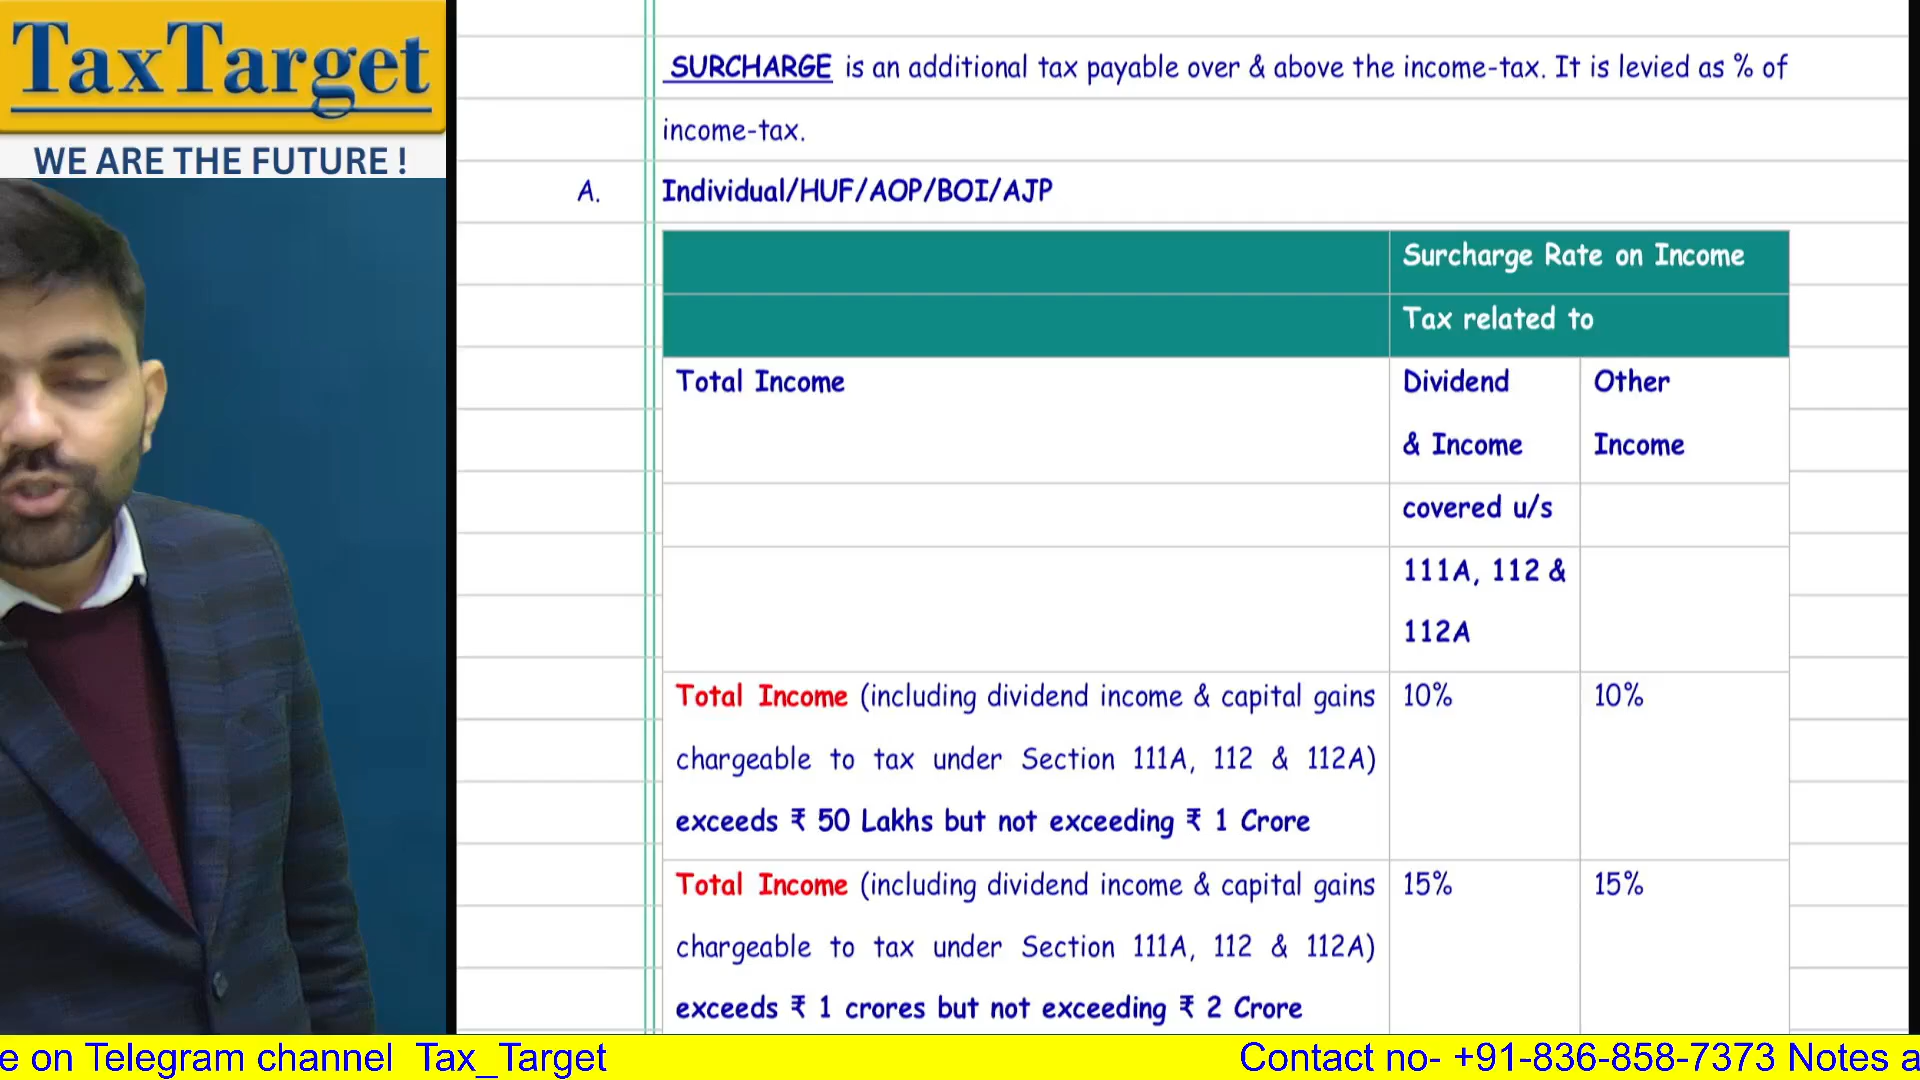 TaxTarget
WE ARE THE FUTURE !
SURCHARGE is an additional tax payable over & above the income-tax. It is levied as % of
income-tax.
A. Individual/HUF/AOP/BOI/AJP
Surcharge Rate on Income
Tax related to
Total Income
Dividend
& Income
covered u/s
111A, 112 &
112A
Other
Income
Total Income (including dividend income & capital gains
chargeable to tax under Section 111A, 112 & 112A)
exceeds ₹ 50 Lakhs but not exceeding ₹ 1 Crore
10%
10%
Total Income (including dividend income & capital gains
chargeable to tax under Section 111A, 112 & 112A)
exceeds ₹ 1 crores but not exceeding ₹ 2 Crore
15%
15%
e on Telegram channel Tax_Target
Contact no- +91-836-858-7373 Notes a